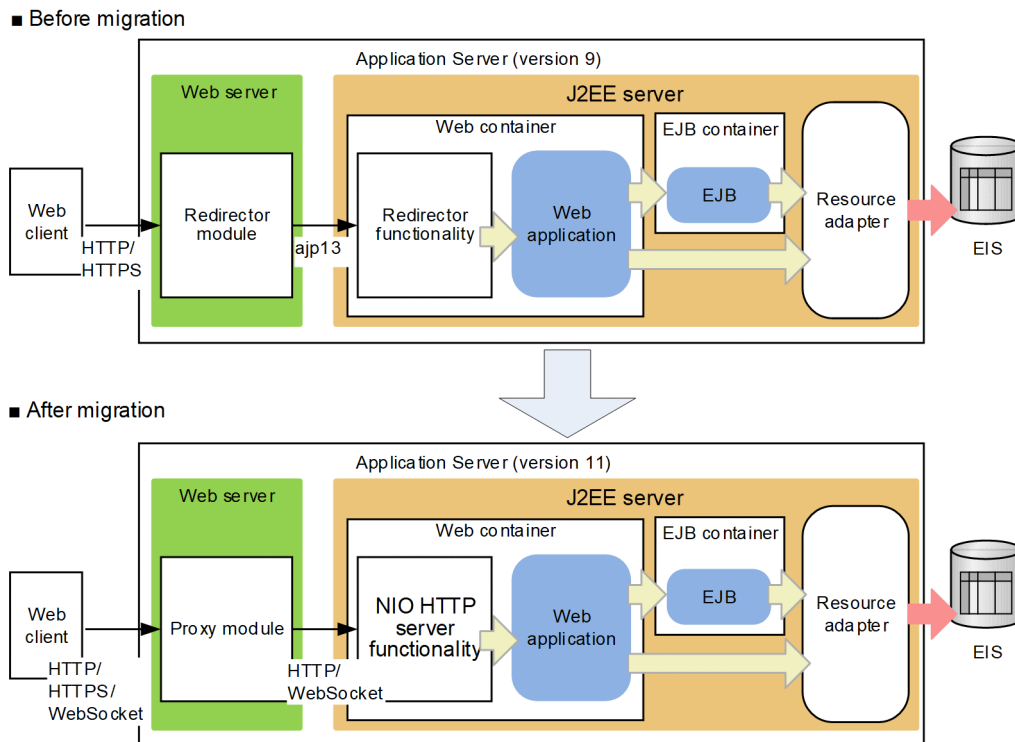 ■ Before migration
Application Server (version 9)
Web server
J2EE server
Web container
EJB container
Web
client
HTTP/
HTTPS
Redirector
module
ajp13
Redirector
functionality
Web
application
EJB
Resource
adapter
EIS
■ After migration
Application Server (version 11)
Web server
J2EE server
Web container
EJB container
Web
client
HTTP/
HTTPS/
WebSocket
Proxy module
HTTP/
WebSocket
NIO HTTP
server
functionality
Web
application
EJB
Resource
adapter
EIS